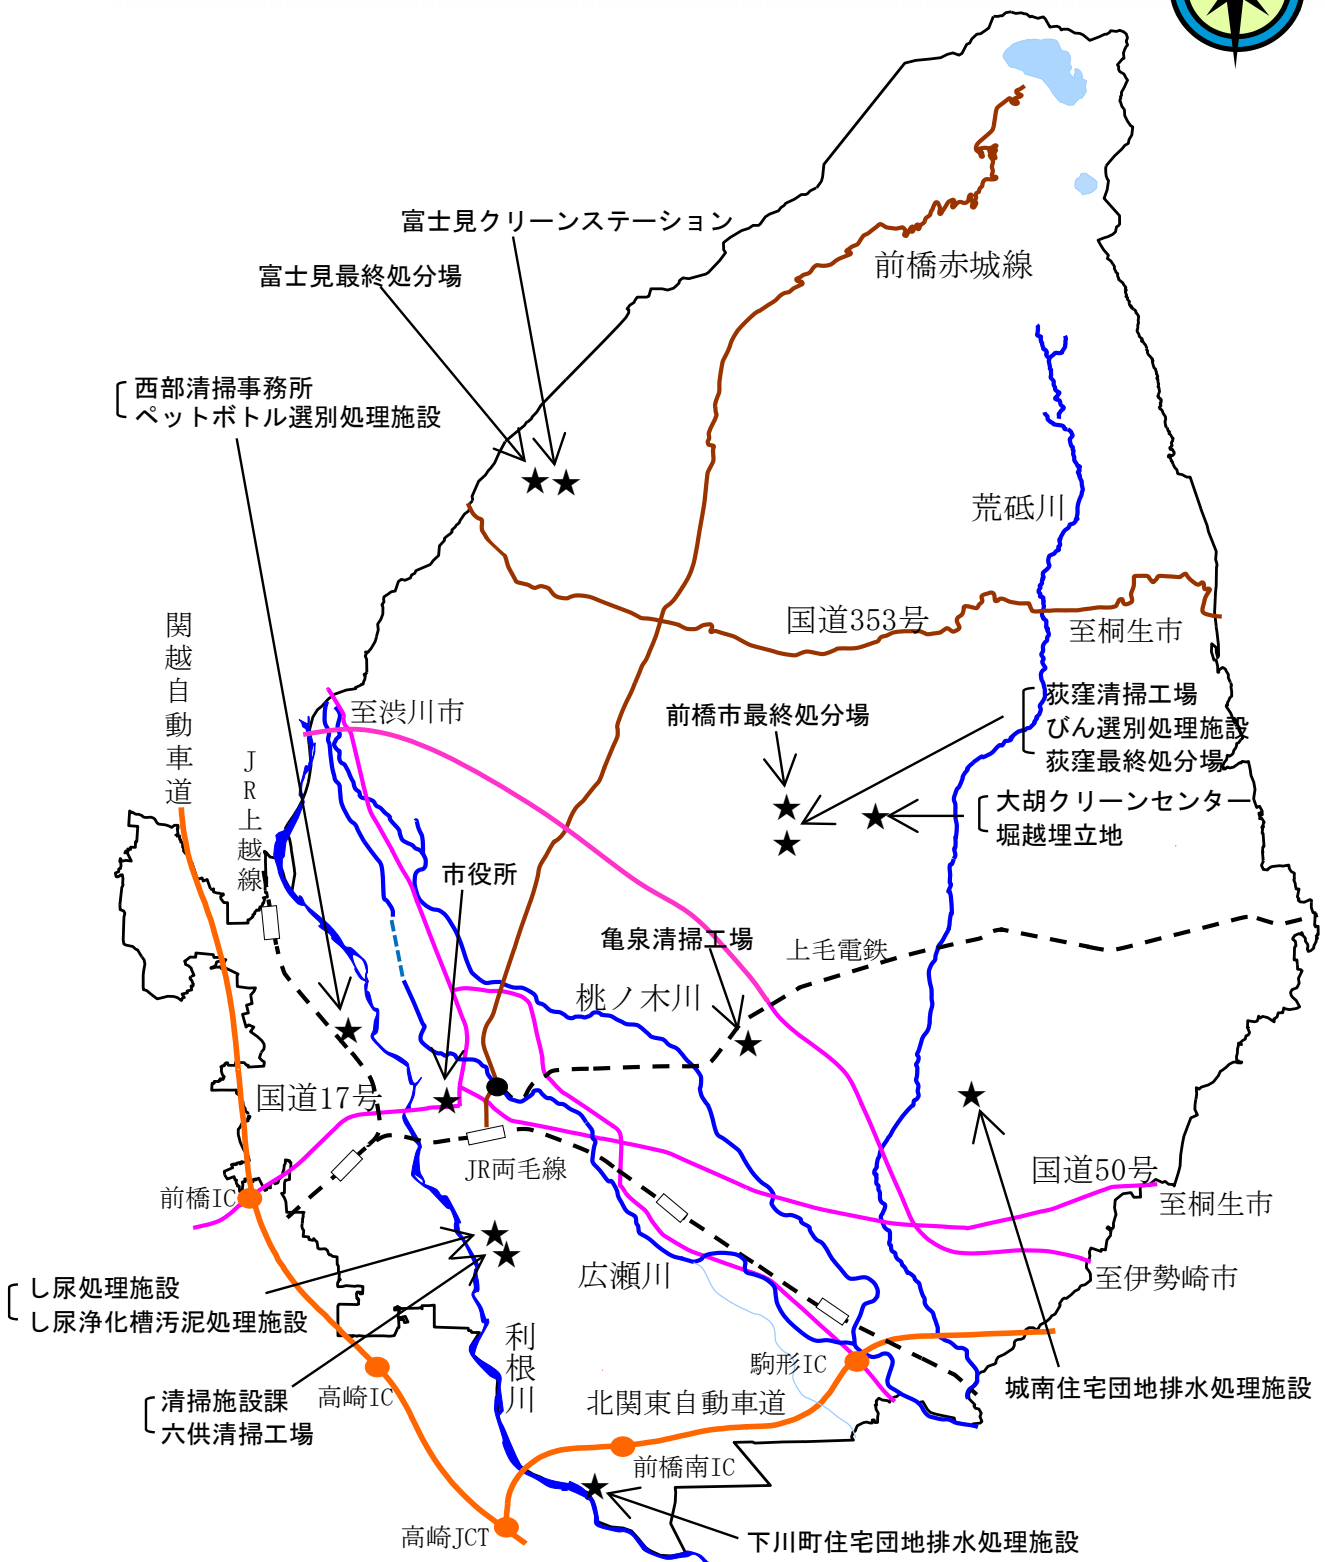 富士見クリーンステーション
前橋赤城線
富士見最終処分場
西部清掃事務所
ペットボトル選別処理施設
荒砥川
国道353号
至桐生市
関越自動車道
至渋川市
前橋市最終処分場
荻窪清掃工場
びん選別処理施設
荻窪最終処分場
JR上越線
大胡クリーンセンター
堀越埋立地
市役所
亀泉清掃工場
上毛電鉄
桃ノ木川
国道17号
JR両毛線
国道50号
至桐生市
前橋IC
広瀬川
至伊勢崎市
し尿処理施設
し尿浄化槽汚泥処理施設
利根川
駒形IC
高崎IC
城南住宅団地排水処理施設
清掃施設課
六供清掃工場
北関東自動車道
前橋南IC
高崎JCT
下川町住宅団地排水処理施設